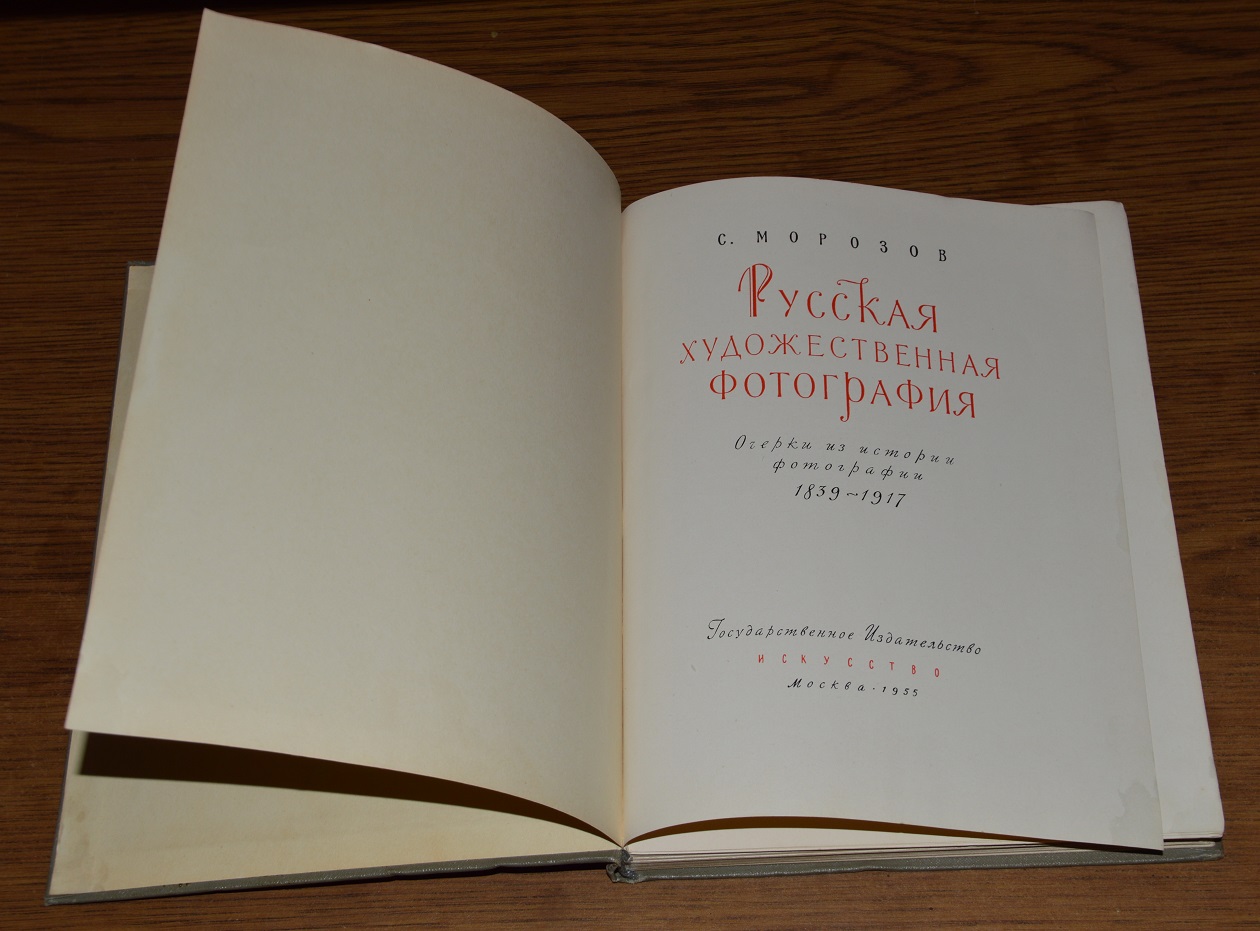 С. МОРОЗОВ
РУССКАЯ
ХУДОЖЕСТВЕННАЯ
ФОТОГРАФИЯ
Очерки из истории
фотографии
1839~1917
Государственное Издательство
ИСКУССТВО
Москва · 1955